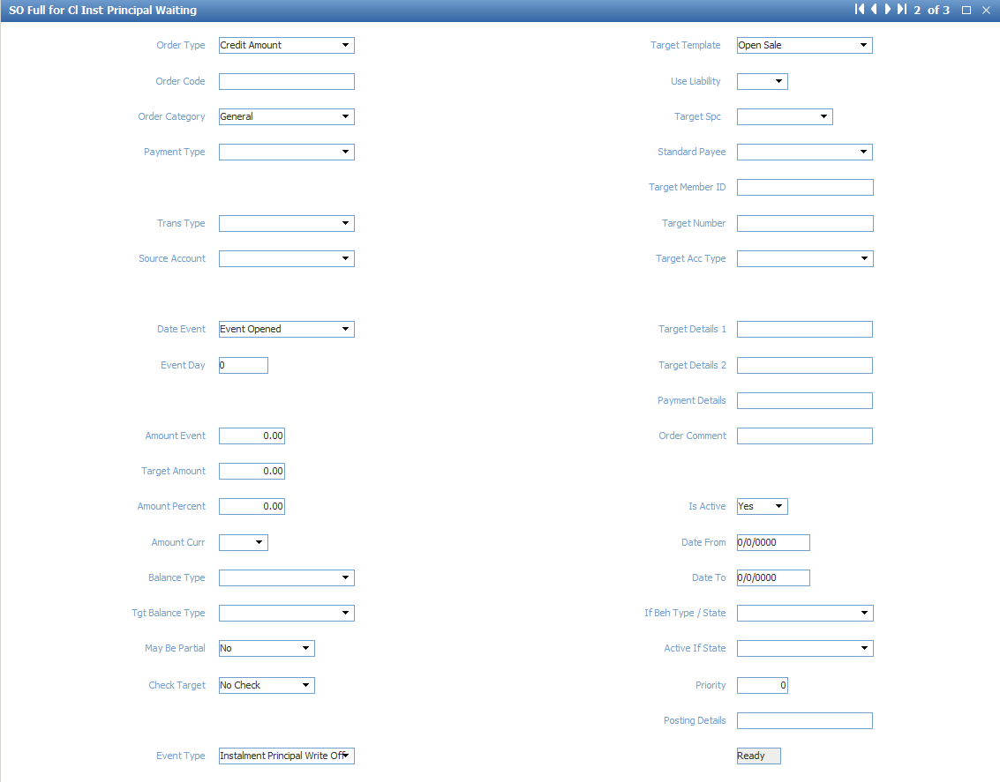 SO Full for Cl Inst Principal Waiting 2 of 3
Order Type Credit Amount Target Template Open Sale
Order Code Use Liability
Order Category General Target Spc
Payment Type Standard Payee
Target Member ID
Trans Type Target Number
Source Account Target Acc Type
Date Event Event Opened Target Details 1
Event Day 0 Target Details 2
Payment Details
Amount Event 0.00 Order Comment
Target Amount 0.00
Amount Percent 0.00 Is Active Yes
Amount Curr Date From 0/0/0000
Balance Type Date To 0/0/0000
Tgt Balance Type If Beh Type / State
May Be Partial No Active If State
Check Target No Check Priority 0
Posting Details
Event Type Instalment Principal Write Off Ready